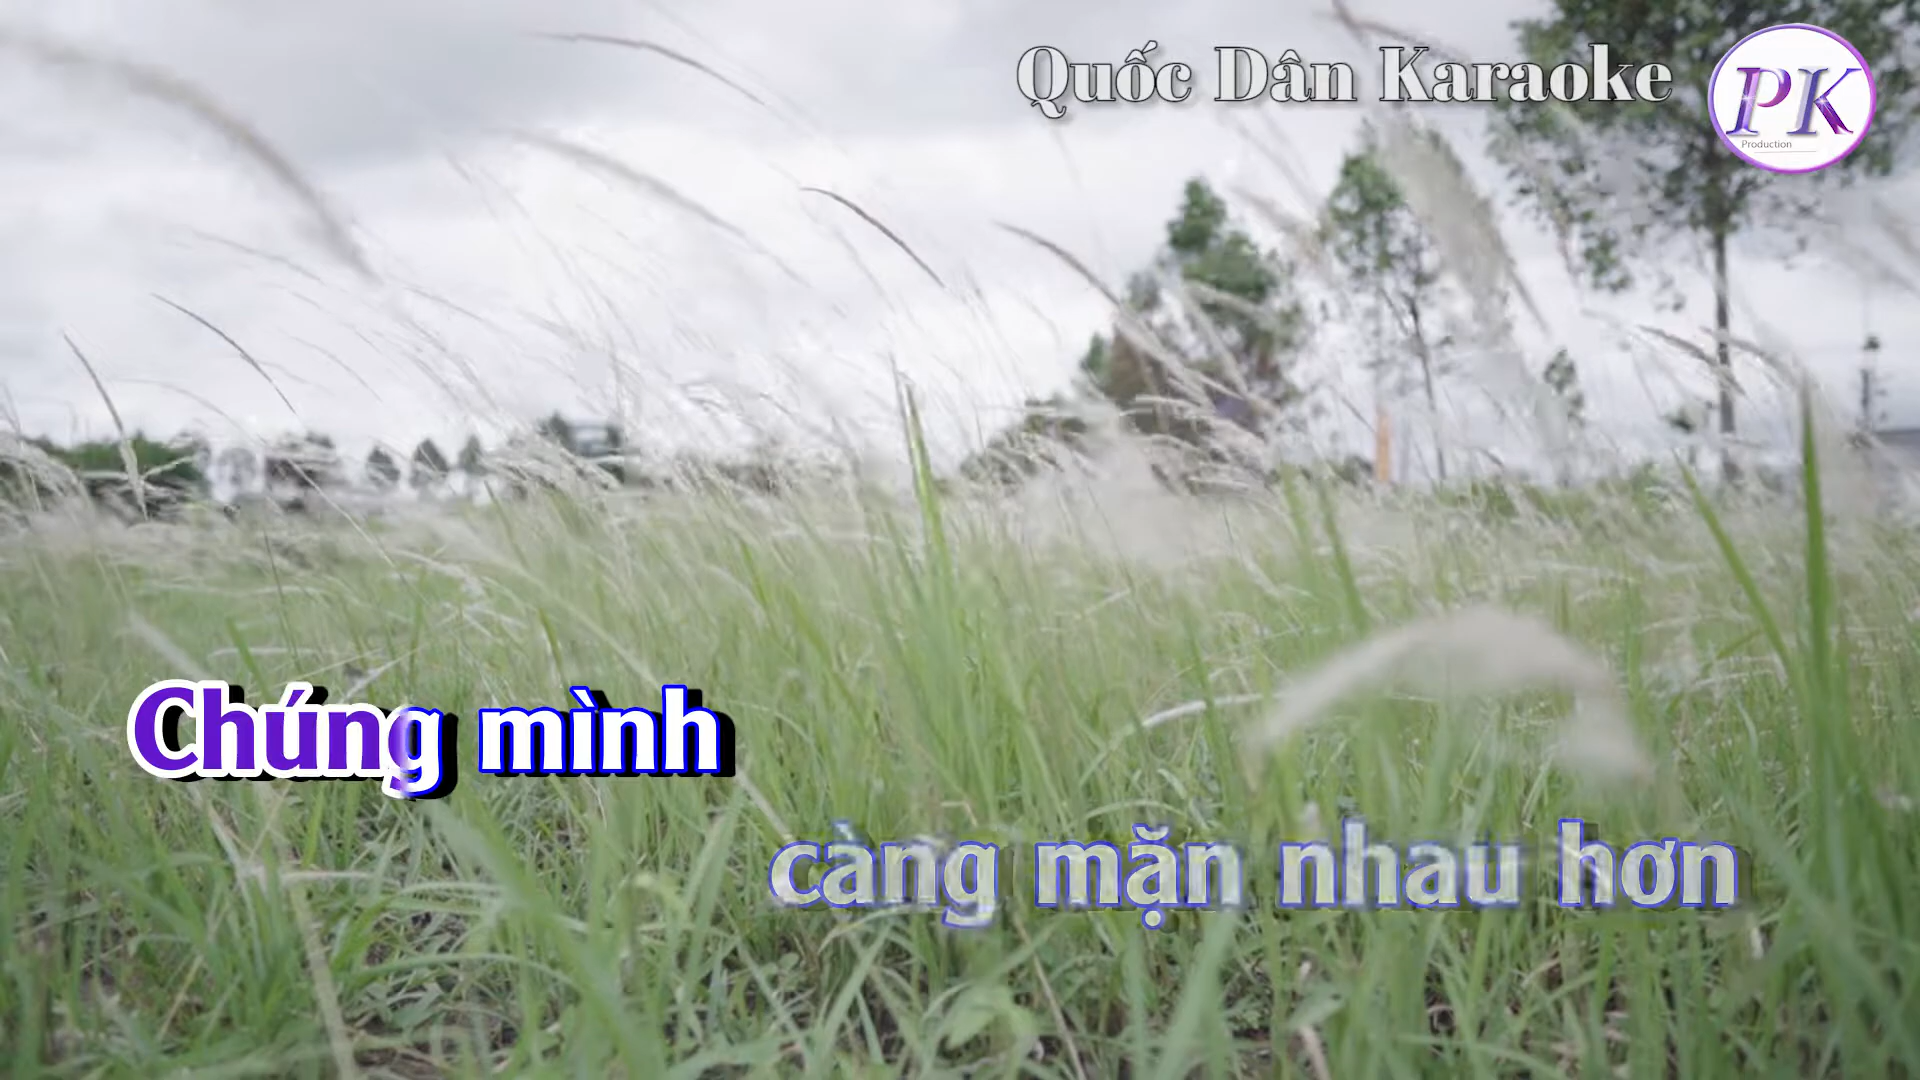 Quốc Dân Karaoke
PK
Production
Chúng mình
càng mặn nhau hơn